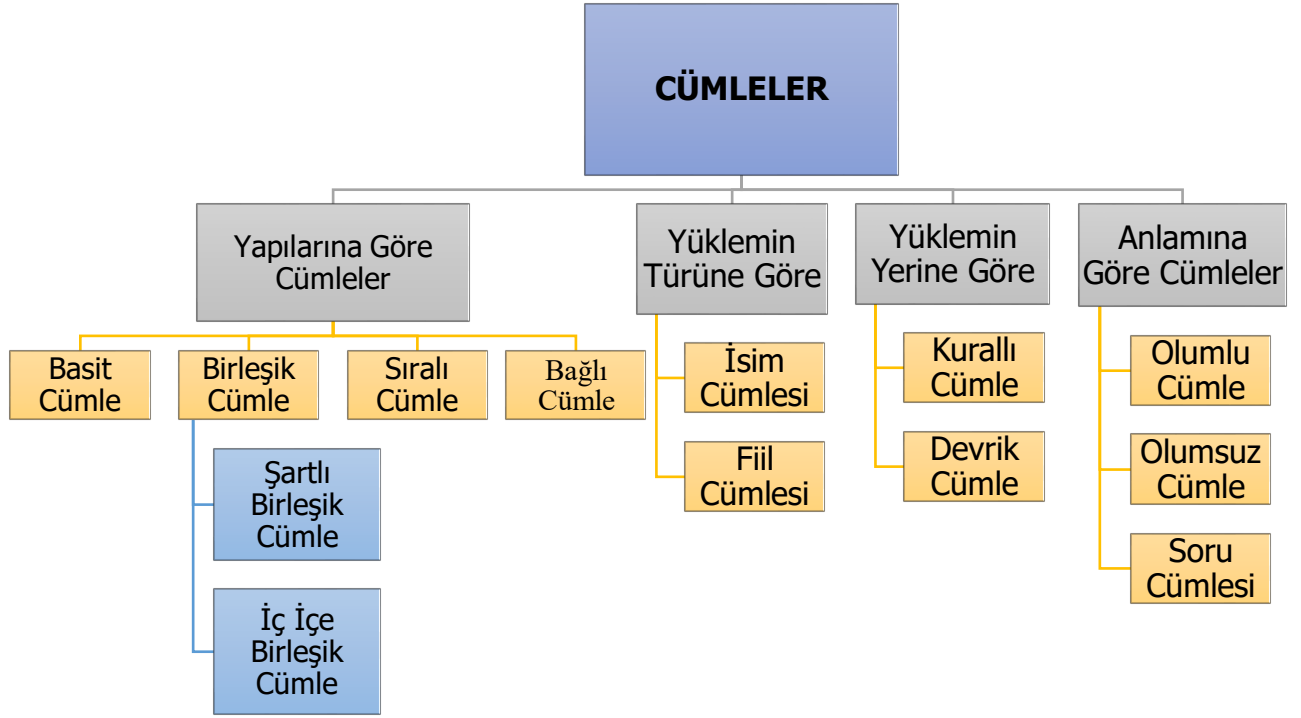 CÜMLELER
Yapılarına Göre
Cümleler
Yüklemin
Türüne Göre
Yüklemin
Yerine Göre
Anlamına
Göre Cümleler
Basit
Cümle
Birleşik
Cümle
Sıralı
Cümle
Bağlı
Cümle
Şartlı
Birleşik
Cümle
İç İçe
Birleşik
Cümle
İsim
Cümlesi
Fiil
Cümlesi
Kurallı
Cümle
Devrik
Cümle
Olumlu
Cümle
Olumsuz
Cümle
Soru
Cümlesi